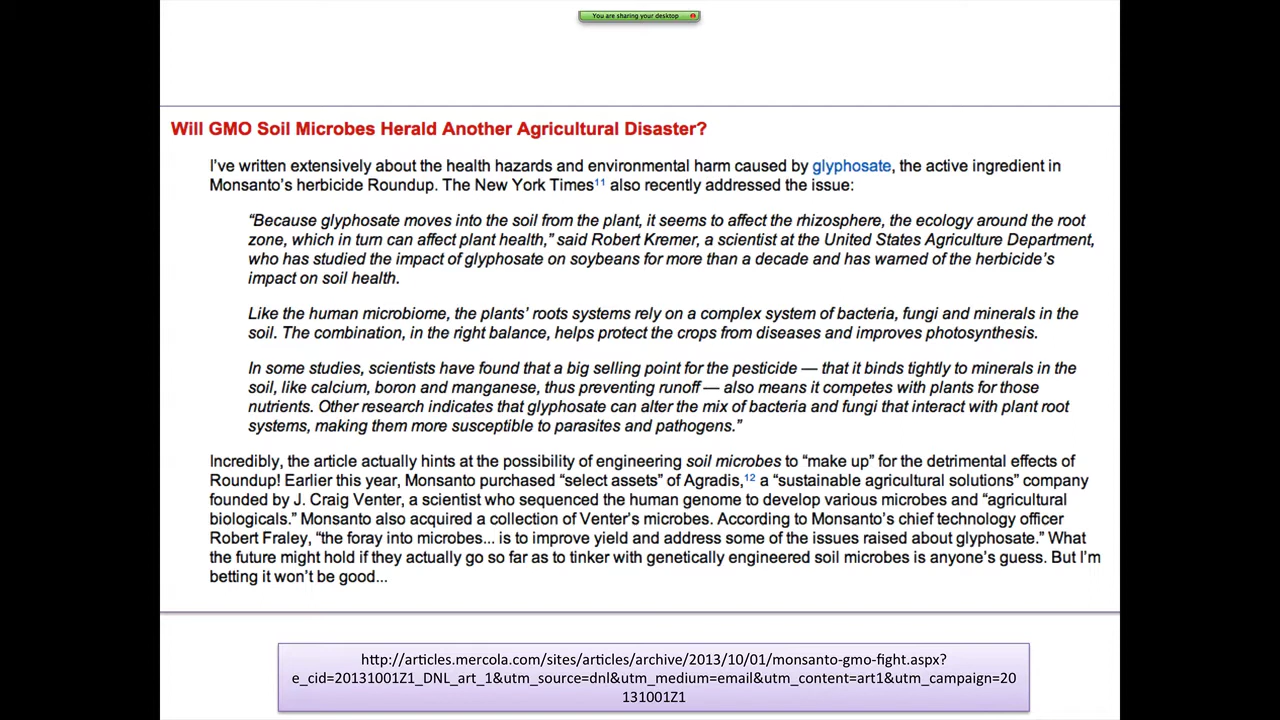 You are sharing your desktop
Will GMO Soil Microbes Herald Another Agricultural Disaster?
I've written extensively about the health hazards and environmental harm caused by glyphosate, the active ingredient in
Monsanto's herbicide Roundup. The New York Times11 also recently addressed the issue:
“Because glyphosate moves into the soil from the plant, it seems to affect the rhizosphere, the ecology around the root
zone, which in turn can affect plant health,” said Robert Kremer, a scientist at the United States Agriculture Department,
who has studied the impact of glyphosate on soybeans for more than a decade and has warned of the herbicide's
impact on soil health.
Like the human microbiome, the plants' roots systems rely on a complex system of bacteria, fungi and minerals in the
soil. The combination, in the right balance, helps protect the crops from diseases and improves photosynthesis.
In some studies, scientists have found that a big selling point for the pesticide — that it binds tightly to minerals in the
soil, like calcium, boron and manganese, thus preventing runoff — also means it competes with plants for those
nutrients. Other research indicates that glyphosate can alter the mix of bacteria and fungi that interact with plant root
systems, making them more susceptible to parasites and pathogens.”
Incredibly, the article actually hints at the possibility of engineering soil microbes to “make up” for the detrimental effects of
Roundup! Earlier this year, Monsanto purchased “select assets” of Agradis,12 a “sustainable agricultural solutions” company
founded by J. Craig Venter, a scientist who sequenced the human genome to develop various microbes and “agricultural
biologicals.” Monsanto also acquired a collection of Venter's microbes. According to Monsanto's chief technology officer
Robert Fraley, “the foray into microbes... is to improve yield and address some of the issues raised about glyphosate.” What
the future might hold if they actually go so far as to tinker with genetically engineered soil microbes is anyone's guess. But I'm
betting it won't be good...
http://articles.mercola.com/sites/articles/archive/2013/10/01/monsanto-gmo-fight.aspx?
e_cid=20131001Z1_DNL_art_1&utm_source=dnl&utm_medium=email&utm_content=art1&utm_campaign=20
131001Z1